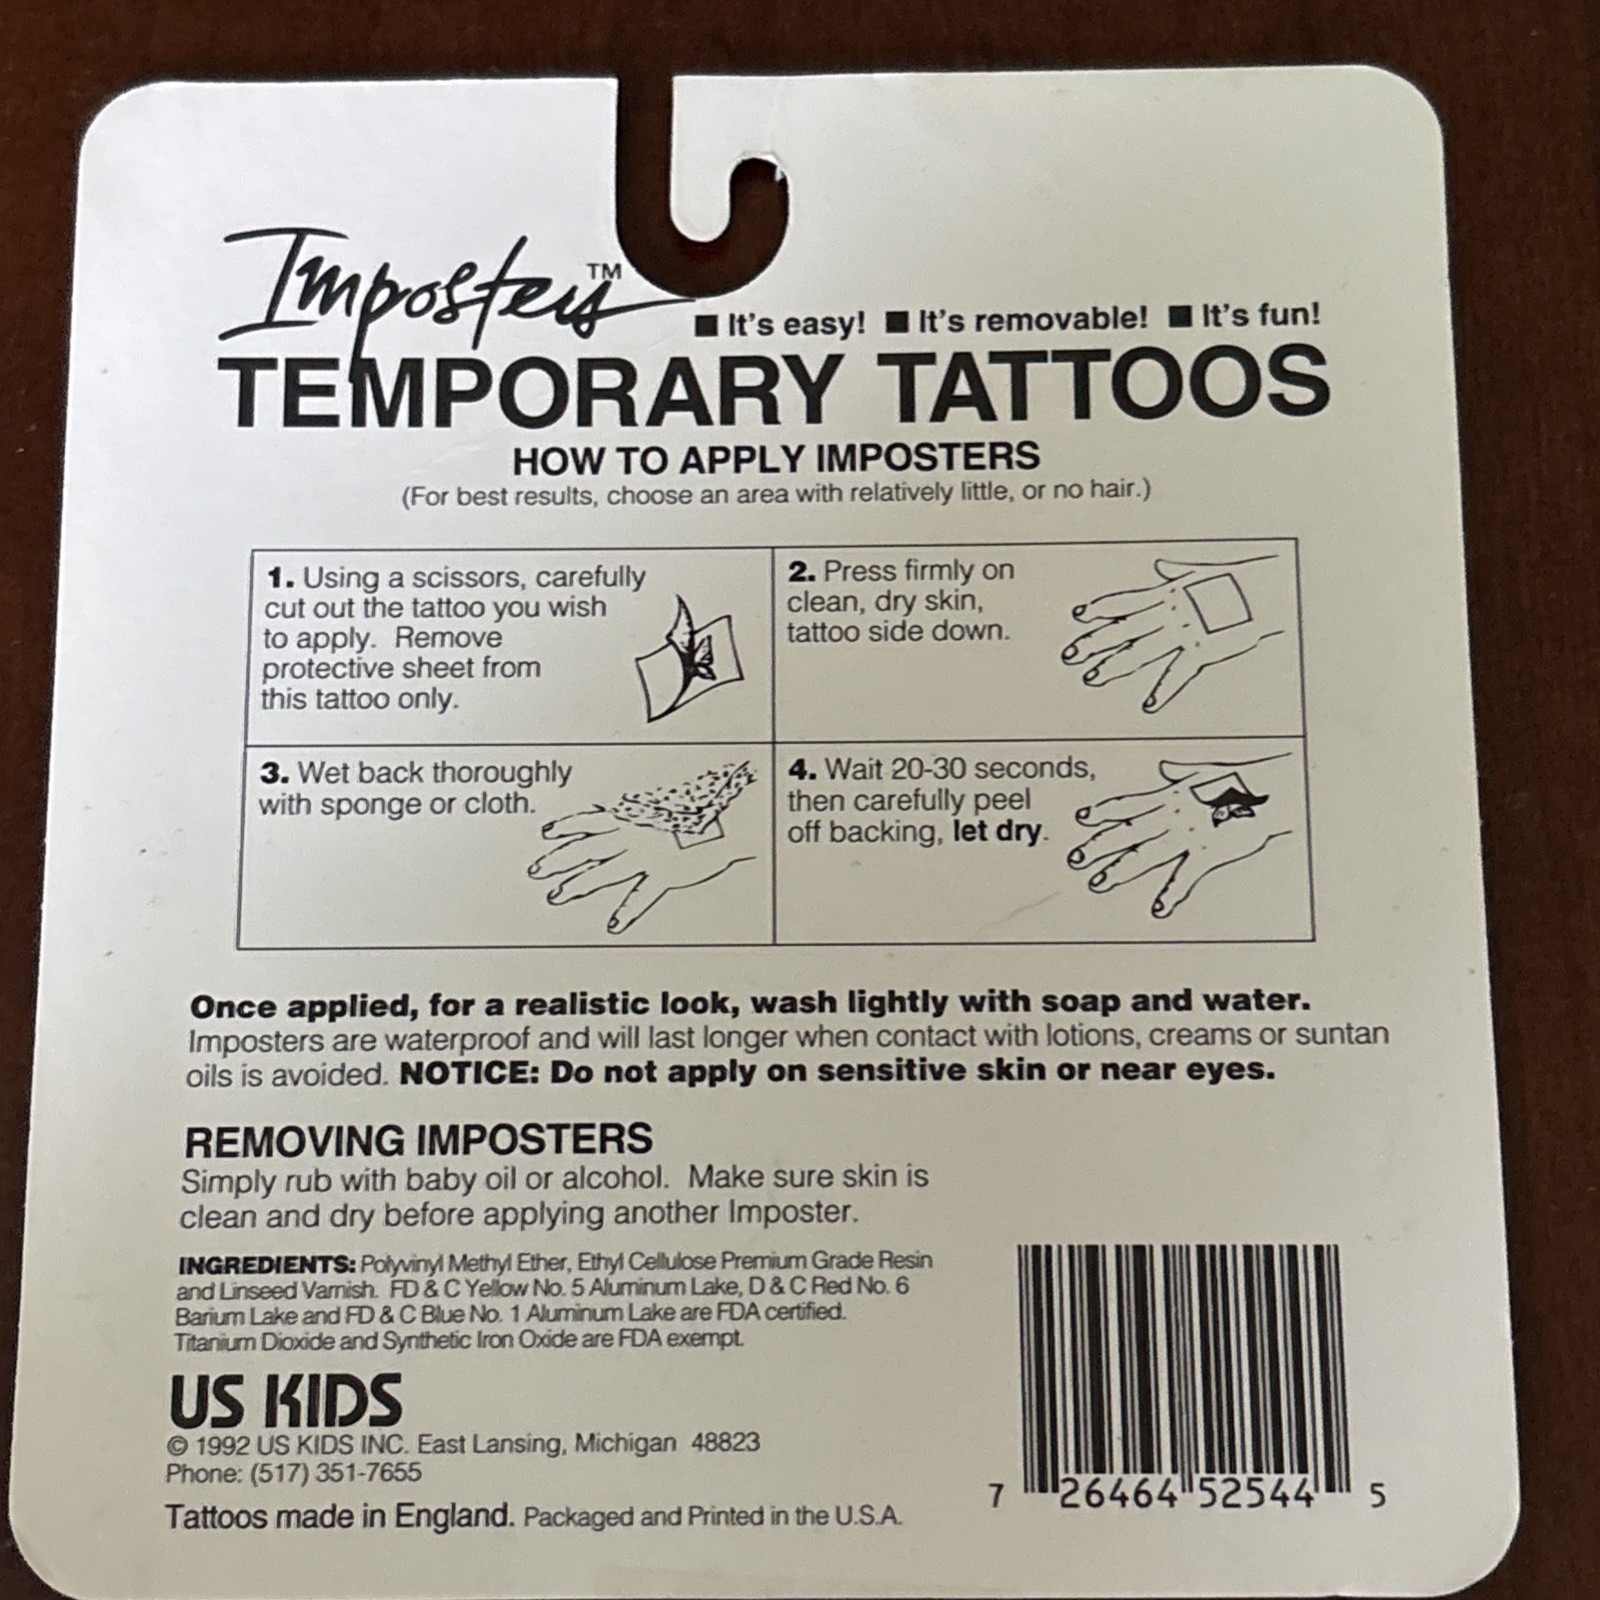 Imposters™
■ It's easy! ■ It's removable! ■ It's fun!
TEMPORARY TATTOOS
HOW TO APPLY IMPOSTERS
(For best results, choose an area with relatively little, or no hair.)
1. Using a scissors, carefully
cut out the tattoo you wish
to apply. Remove
protective sheet from
this tattoo only.
2. Press firmly on
clean, dry skin,
tattoo side down.
3. Wet back thoroughly
with sponge or cloth.
4. Wait 20-30 seconds,
then carefully peel
off backing, let dry.
Once applied, for a realistic look, wash lightly with soap and water.
Imposters are waterproof and will last longer when contact with lotions, creams or suntan
oils is avoided. NOTICE: Do not apply on sensitive skin or near eyes.
REMOVING IMPOSTERS
Simply rub with baby oil or alcohol. Make sure skin is
clean and dry before applying another Imposter.
INGREDIENTS: Polyvinyl Methyl Ether, Ethyl Cellulose Premium Grade Resin
and Linseed Varnish. FD & C Yellow No. 5 Aluminum Lake, D & C Red No. 6
Barium Lake and FD & C Blue No. 1 Aluminum Lake are FDA certified.
Titanium Dioxide and Synthetic Iron Oxide are FDA exempt.
US KIDS
© 1992 US KIDS INC. East Lansing, Michigan 48823
Phone: (517) 351-7655
Tattoos made in England. Packaged and Printed in the U.S.A.
7 26464 52544 5